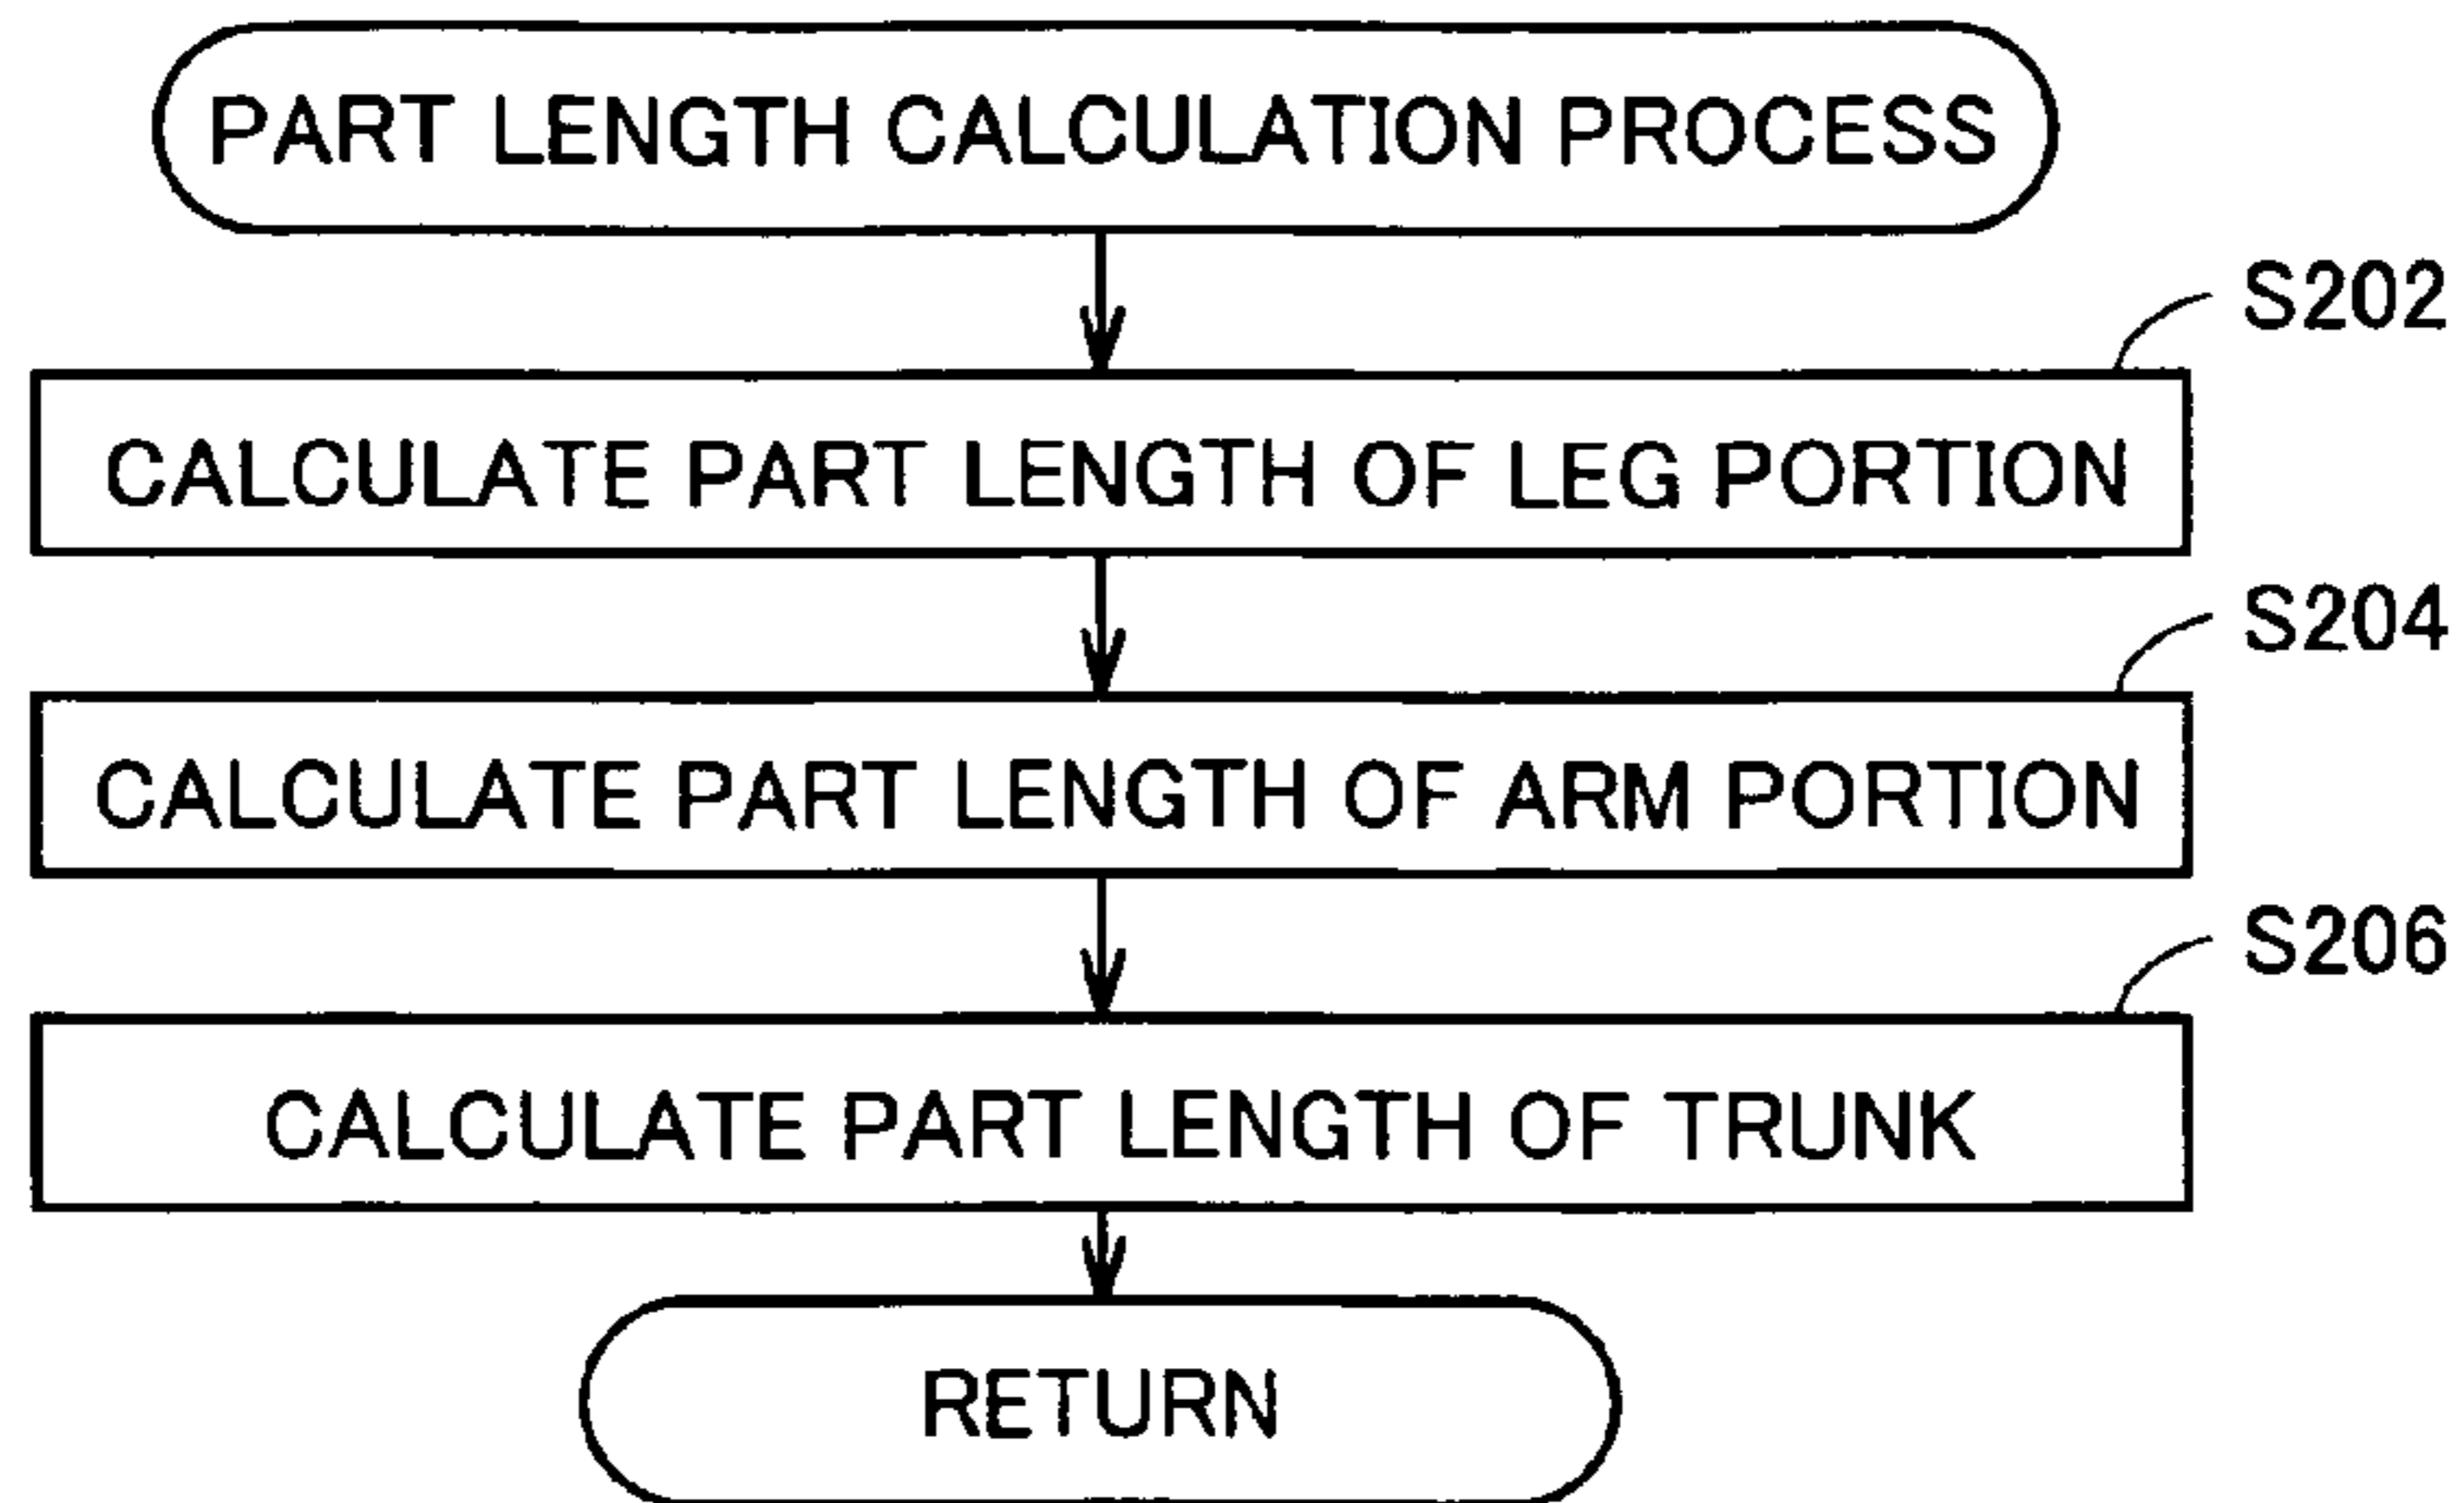 PART LENGTH CALCULATION PROCESS
S202
CALCULATE PART LENGTH OF LEG PORTION
S204
CALCULATE PART LENGTH OF ARM PORTION
S206
CALCULATE PART LENGTH OF TRUNK
RETURN